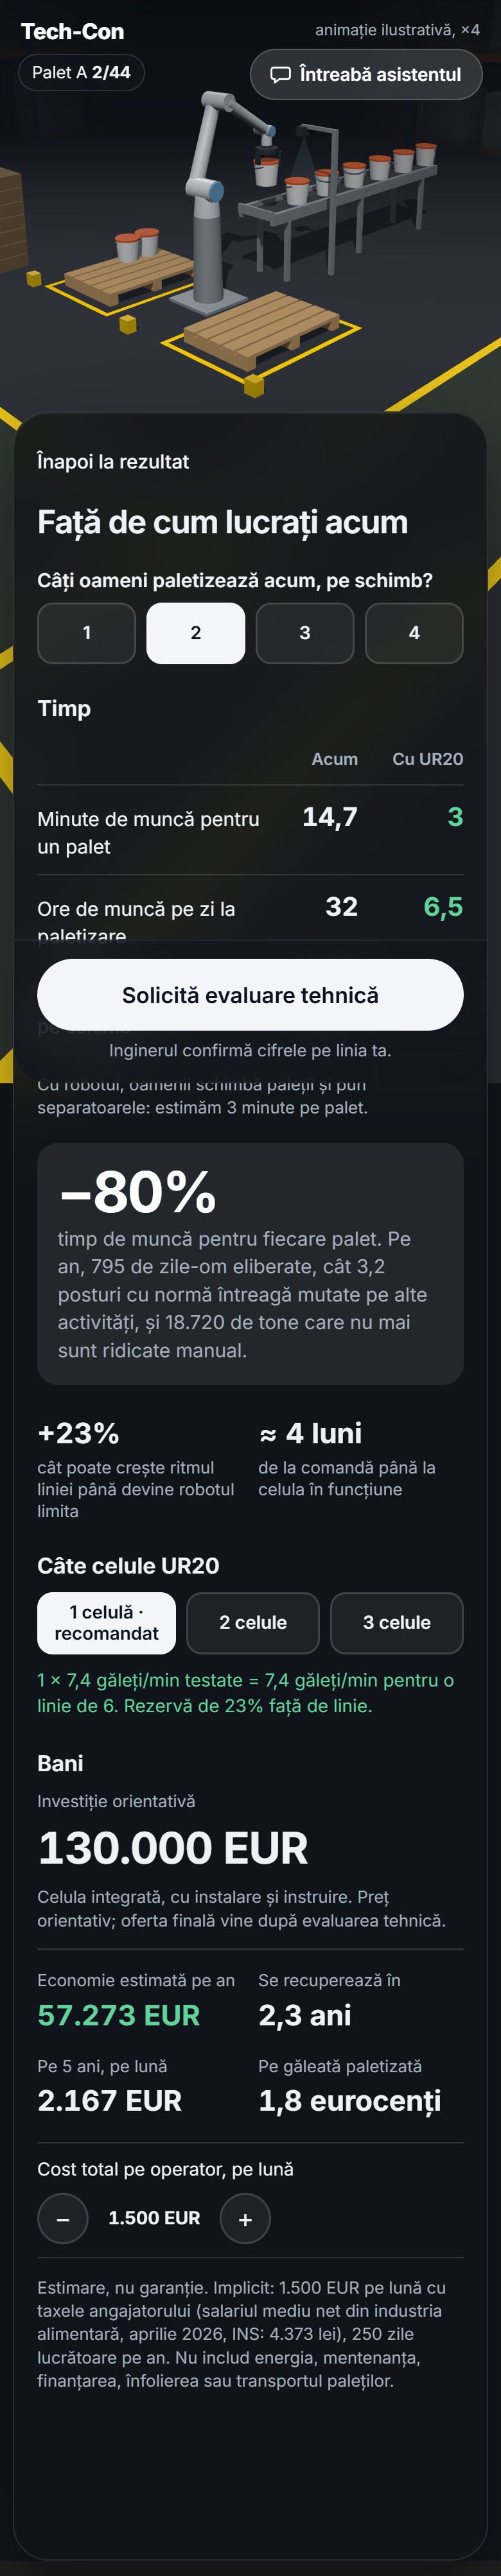 Tech-Con
animație ilustrativă, ×4
Palet A 2/44
Întreabă asistentul
Înapoi la rezultat
Față de cum lucrați acum
Câți oameni paletizează acum, pe schimb?
1 2 3 4
Timp
Acum Cu UR20
Minute de muncă pentru 14,7 3
un palet
Ore de muncă pe zi la 32 6,5
paletizare
Solicită evaluare tehnică
Inginerul confirmă cifrele pe linia ta.
Cu robotul, oamenii schimbă paleții și pun
separatoarele: estimăm 3 minute pe palet.
−80%
timp de muncă pentru fiecare palet. Pe
an, 795 de zile-om eliberate, cât 3,2
posturi cu normă întreagă mutate pe alte
activități, și 18.720 de tone care nu mai
sunt ridicate manual.
+23%
cât poate crește ritmul
liniei până devine robotul
limita
≈ 4 luni
de la comandă până la
celula în funcțiune
Câte celule UR20
1 celulă ·
recomandat
2 celule
3 celule
1 × 7,4 găleți/min testate = 7,4 găleți/min pentru o
linie de 6. Rezervă de 23% față de linie.
Bani
Investiție orientativă
130.000 EUR
Celula integrată, cu instalare și instruire. Preț
orientativ; oferta finală vine după evaluarea tehnică.
Economie estimată pe an
57.273 EUR
Se recuperează în
2,3 ani
Pe 5 ani, pe lună
2.167 EUR
Pe găleată paletizată
1,8 eurocenți
Cost total pe operator, pe lună
− 1.500 EUR +
Estimare, nu garanție. Implicit: 1.500 EUR pe lună cu
taxele angajatorului (salariul mediu net din industria
alimentară, aprilie 2026, INS: 4.373 lei), 250 zile
lucrătoare pe an. Nu includ energia, mentenanța,
finanțarea, înfolierea sau transportul paleților.